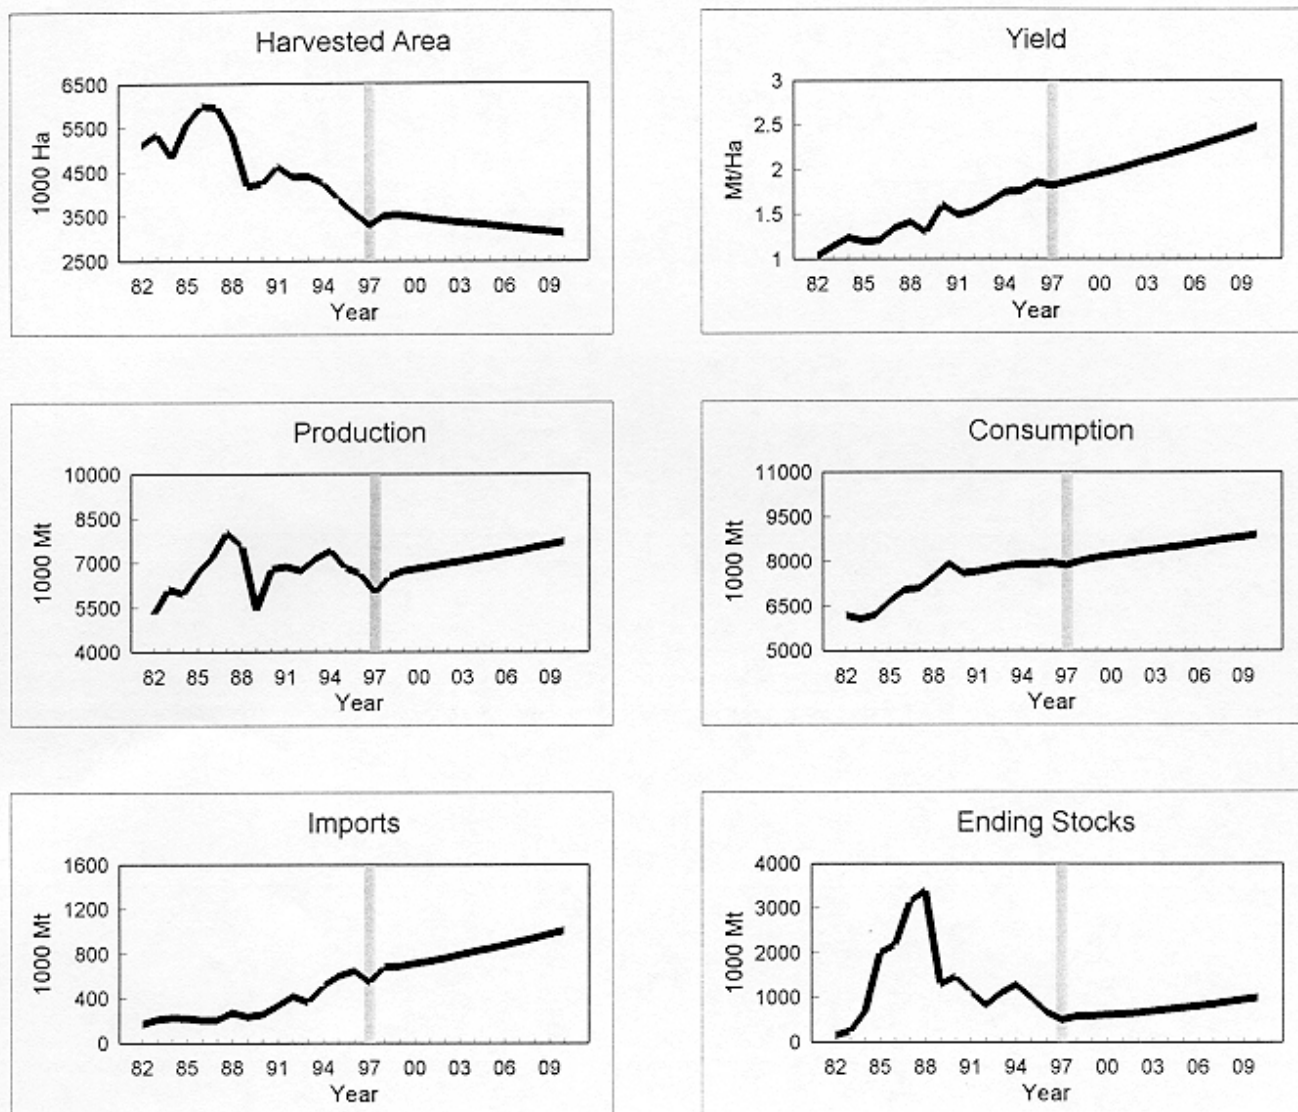 Harvested Area
6500
5500
4500
3500
2500
1000 Ha
82 85 88 91 94 97 00 03 06 09
Year
Yield
3
2.5
2
1.5
1
Mt/Ha
82 85 88 91 94 97 00 03 06 09
Year
Production
10000
8500
7000
5500
4000
1000 Mt
82 85 88 91 94 97 00 03 06 09
Year
Consumption
11000
9500
8000
6500
5000
1000 Mt
82 85 88 91 94 97 00 03 06 09
Year
Imports
1600
1200
800
400
0
1000 Mt
82 85 88 91 94 97 00 03 06 09
Year
Ending Stocks
4000
3000
2000
1000
0
1000 Mt
82 85 88 91 94 97 00 03 06 09
Year